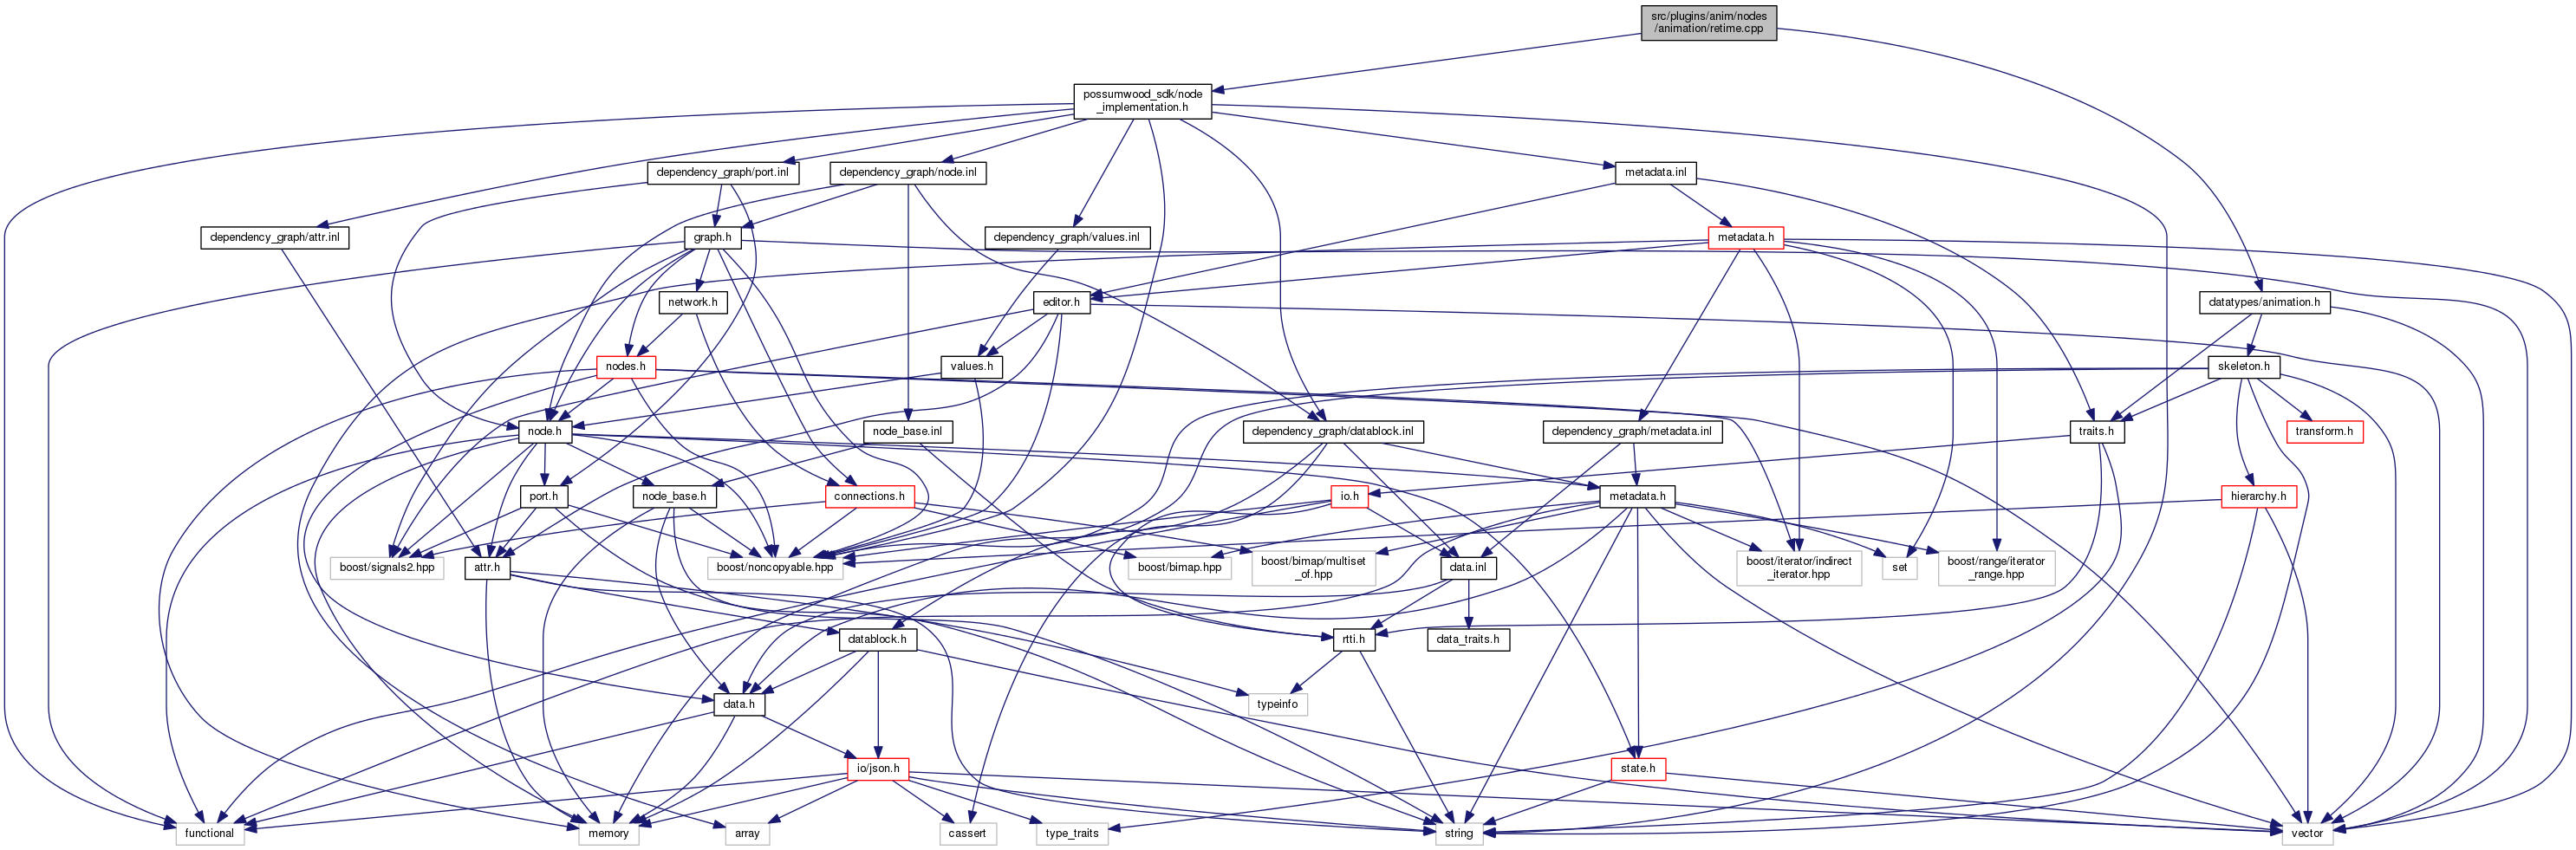 src/plugins/anim/nodes
/animation/retime.cpp
possumwood_sdk/node
_implementation.h
dependency_graph/port.inl
dependency_graph/node.inl
metadata.inl
dependency_graph/attr.inl
graph.h
dependency_graph/values.inl
metadata.h
network.h
editor.h
datatypes/animation.h
nodes.h
values.h
skeleton.h
node.h
node_base.inl
dependency_graph/datablock.inl
dependency_graph/metadata.inl
traits.h
transform.h
port.h
node_base.h
connections.h
io.h
metadata.h
hierarchy.h
boost/signals2.hpp
attr.h
boost/noncopyable.hpp
boost/bimap.hpp
boost/bimap/multiset
_of.hpp
data.inl
boost/iterator/indirect
_iterator.hpp
set
boost/range/iterator
_range.hpp
datablock.h
rtti.h
data_traits.h
data.h
typeinfo
io/json.h
state.h
functional
memory
array
cassert
type_traits
string
vector